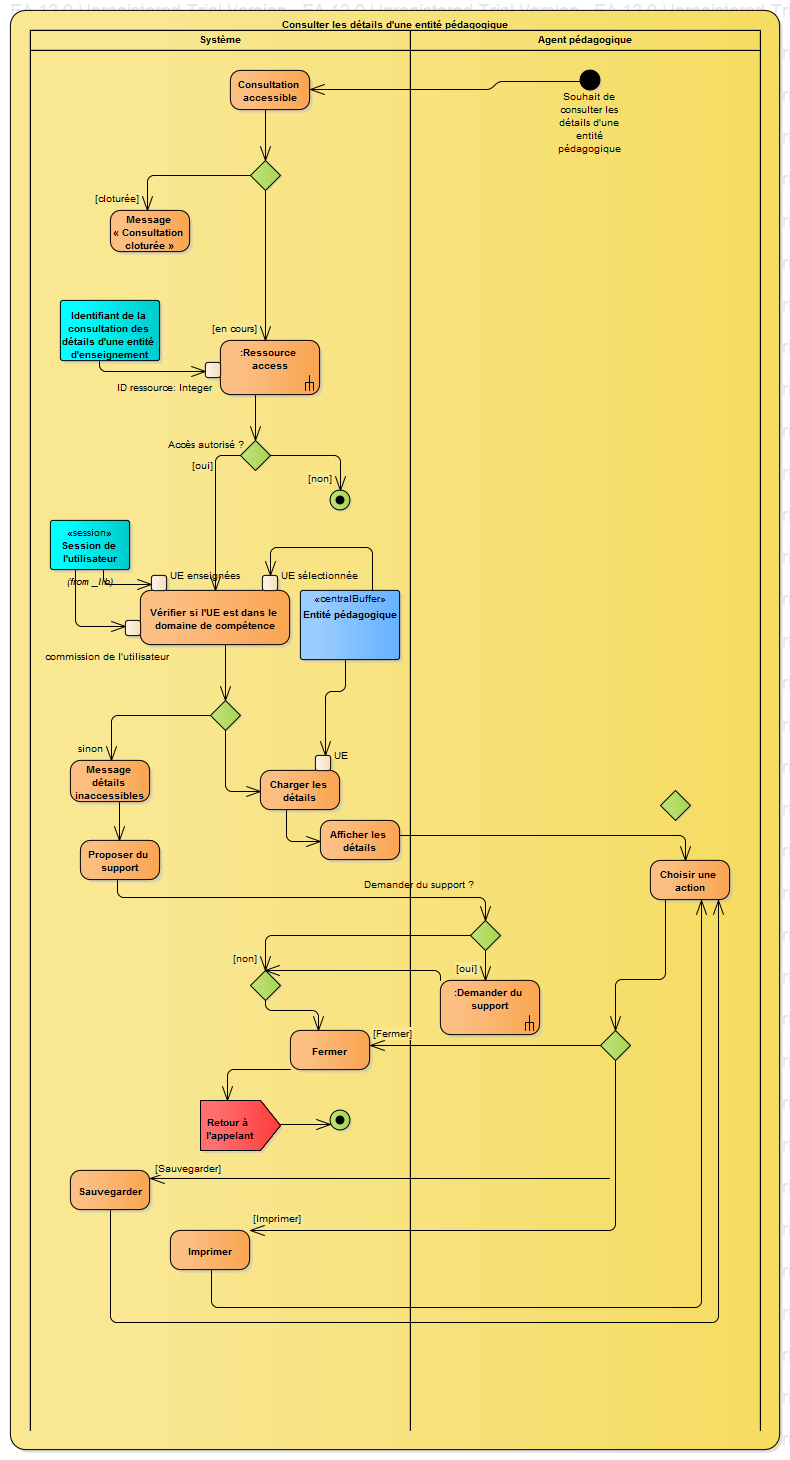 EA 13.0 Unregistered Trial Version   EA 13.0 Unregistered Trial Version   EA 13.0 Unregistered Tri
Consulter les détails d'une entité pédagogique
Système
Agent pédagogique
Consultation
accessible
Souhait de
consulter les
détails d'une
entité
pédagogique
[cloturée]
Message
« Consultation
cloturée »
Identifiant de la
consultation des
détails d'une entité
d'enseignement
[en cours]
:Ressource
access
ID ressource: Integer
Accès autorisé ?
[oui]
[non]
«session»
Session de
l'utilisateur
(from _lib)
UE enseignées
UE sélectionnée
«centralBuffer»
Entité pédagogique
Vérifier si l'UE est dans le
domaine de compétence
commission de l'utilisateur
sinon
UE
Message
détails
inaccessibles
Charger les
détails
Afficher les
détails
Proposer du
support
Choisir une
action
Demander du support ?
[non]
[oui]
:Demander du
support
[Fermer]
Fermer
Retour à
l'appelant
[Sauvegarder]
Sauvegarder
[Imprimer]
Imprimer